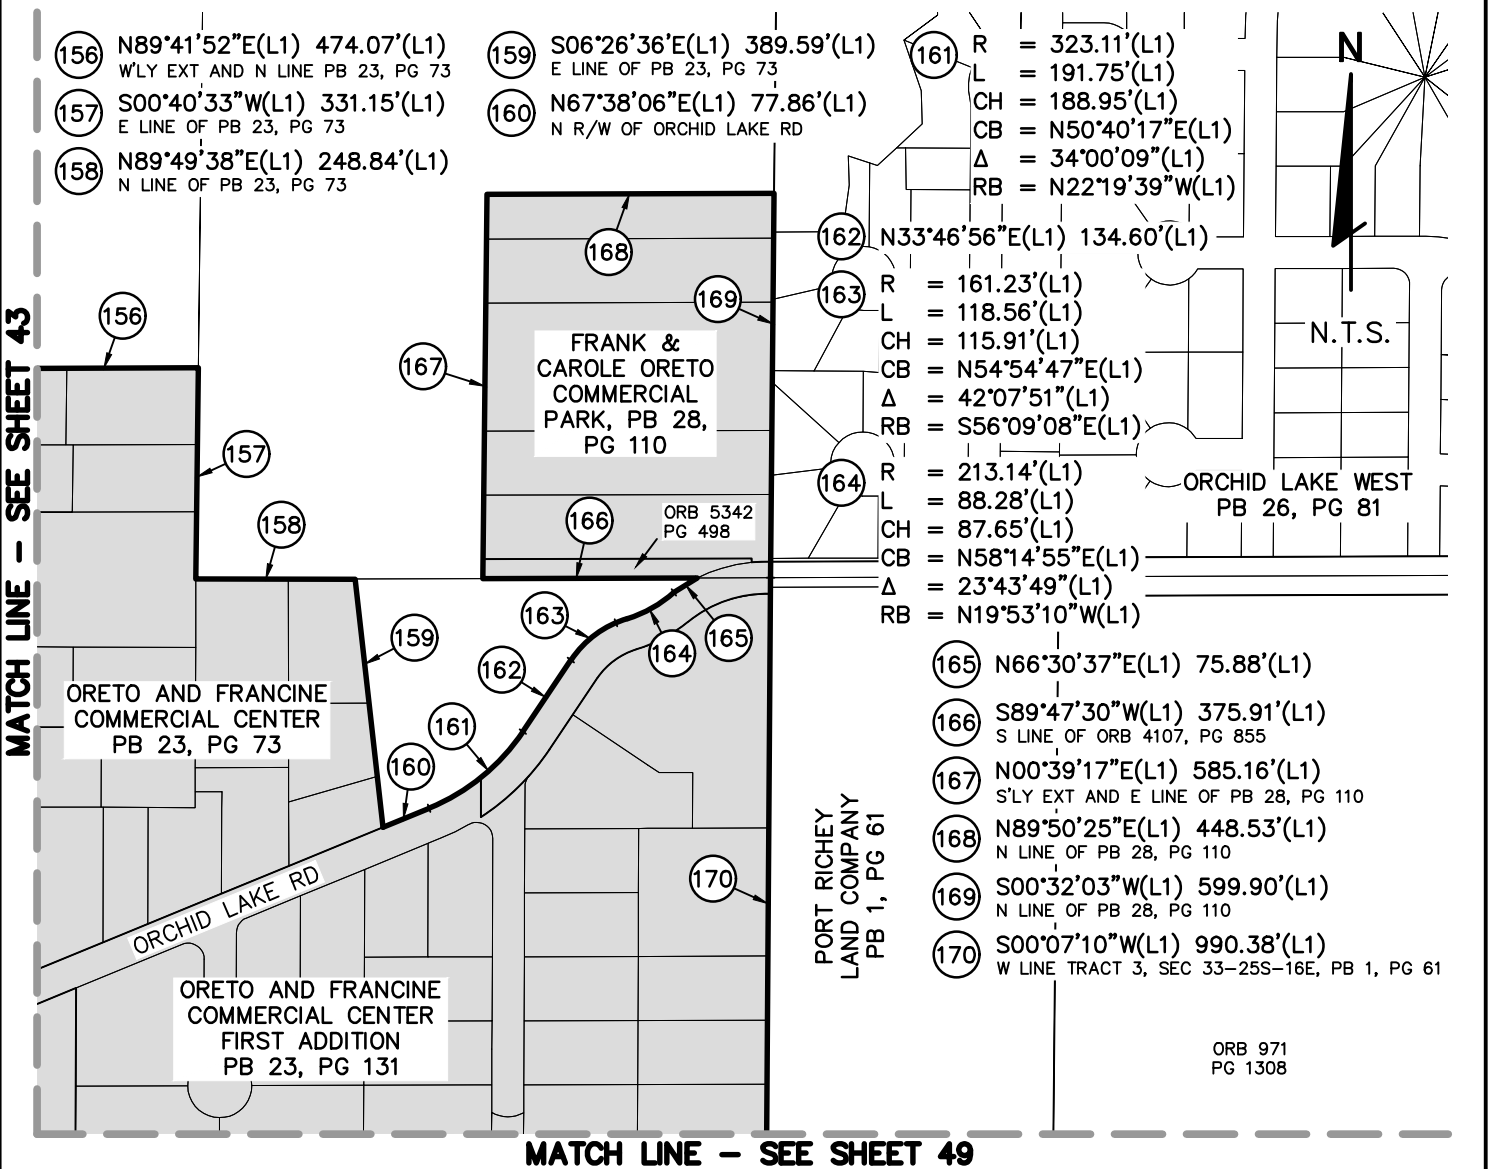 156 N89°41'52"E(L1) 474.07'(L1)
W'LY EXT AND N LINE PB 23, PG 73
157 S00°40'33"W(L1) 331.15'(L1)
E LINE OF PB 23, PG 73
158 N89°49'38"E(L1) 248.84'(L1)
N LINE OF PB 23, PG 73
159 S06°26'36"E(L1) 389.59'(L1)
E LINE OF PB 23, PG 73
160 N67°38'06"E(L1) 77.86'(L1)
N R/W OF ORCHID LAKE RD
161 R = 323.11'(L1)
L = 191.75'(L1)
CH = 188.95'(L1)
CB = N50°40'17"E(L1)
Δ = 34°00'09"(L1)
RB = N22°19'39"W(L1)
162 N33°46'56"E(L1) 134.60'(L1)
163 R = 161.23'(L1)
L = 118.56'(L1)
CH = 115.91'(L1)
CB = N54°54'47"E(L1)
Δ = 42°07'51"(L1)
RB = S56°09'08"E(L1)
164 R = 213.14'(L1)
L = 88.28'(L1)
CH = 87.65'(L1)
CB = N58°14'55"E(L1)
Δ = 23°43'49"(L1)
RB = N19°53'10"W(L1)
165 N66°30'37"E(L1) 75.88'(L1)
166 S89°47'30"W(L1) 375.91'(L1)
S LINE OF ORB 4107, PG 855
167 N00°39'17"E(L1) 585.16'(L1)
S'LY EXT AND E LINE OF PB 28, PG 110
168 N89°50'25"E(L1) 448.53'(L1)
N LINE OF PB 28, PG 110
169 S00°32'03"W(L1) 599.90'(L1)
N LINE OF PB 28, PG 110
170 S00°07'10"W(L1) 990.38'(L1)
W LINE TRACT 3, SEC 33-25S-16E, PB 1, PG 61
N
N.T.S.
ORCHID LAKE WEST
PB 26, PG 81
MATCH LINE - SEE SHEET 43
156
157
158
159
160
161
162
163
164
165
166
167
168
169
170
FRANK &
CAROLE ORETO
COMMERCIAL
PARK, PB 28,
PG 110
ORB 5342
PG 498
ORETO AND FRANCINE
COMMERCIAL CENTER
PB 23, PG 73
ORCHID LAKE RD
ORETO AND FRANCINE
COMMERCIAL CENTER
FIRST ADDITION
PB 23, PG 131
PORT RICHEY
LAND COMPANY
PB 1, PG 61
ORB 971
PG 1308
MATCH LINE - SEE SHEET 49